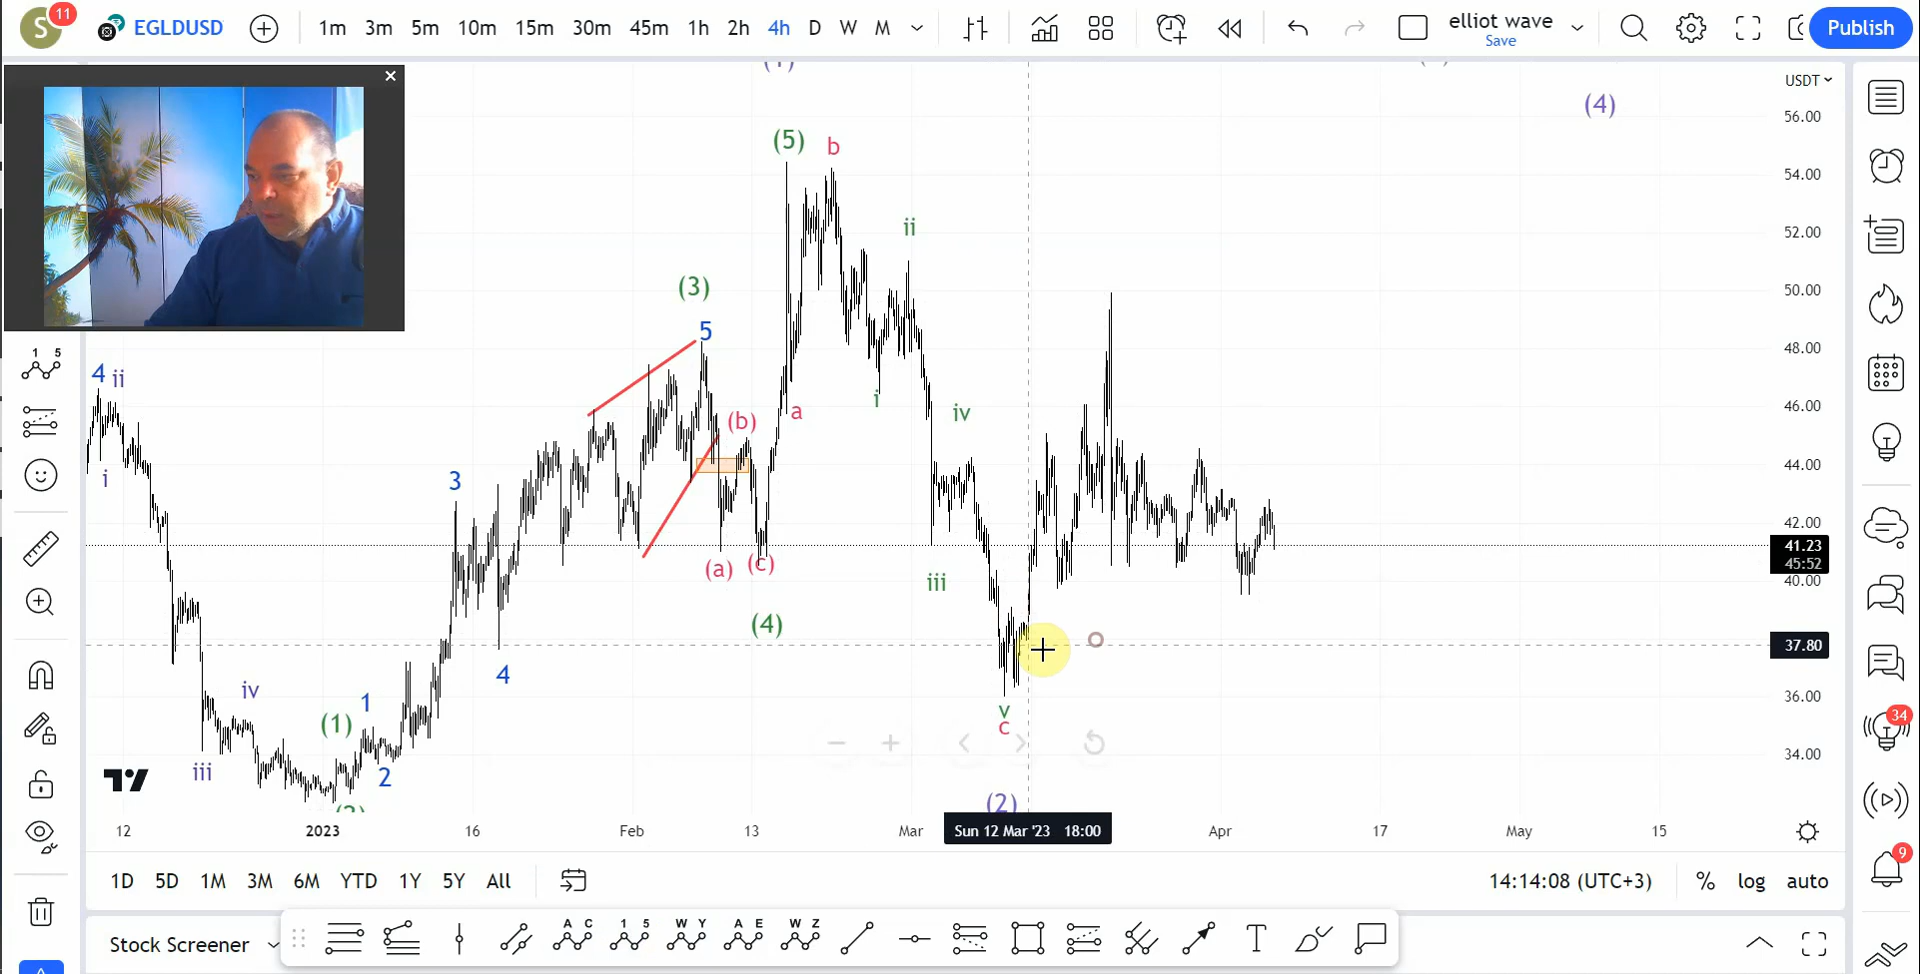 S 11 EGLDUSD 1m 3m 5m 10m 15m 30m 45m 1h 2h 4h D W M elliot wave Save Publish
USDT
(4)
56.00
(5) b
54.00
ii
52.00
(3)
50.00
5
48.00
4 ii
1 5
(b) a i iv
46.00
3
i
44.00
42.00
41.23
45:52
(a) (c) iii
40.00
(4)
37.80
4
iv
(1) 1
36.00
v
c
iii 2
34.00
(2)
12 2023 16 Feb 13 Mar Sun 12 Mar '23 18:00 Apr 17 May 15
34
1D 5D 1M 3M 6M YTD 1Y 5Y All 14:14:08 (UTC+3) % log auto
9
Stock Screener A C 1 5 W Y A E W Z T